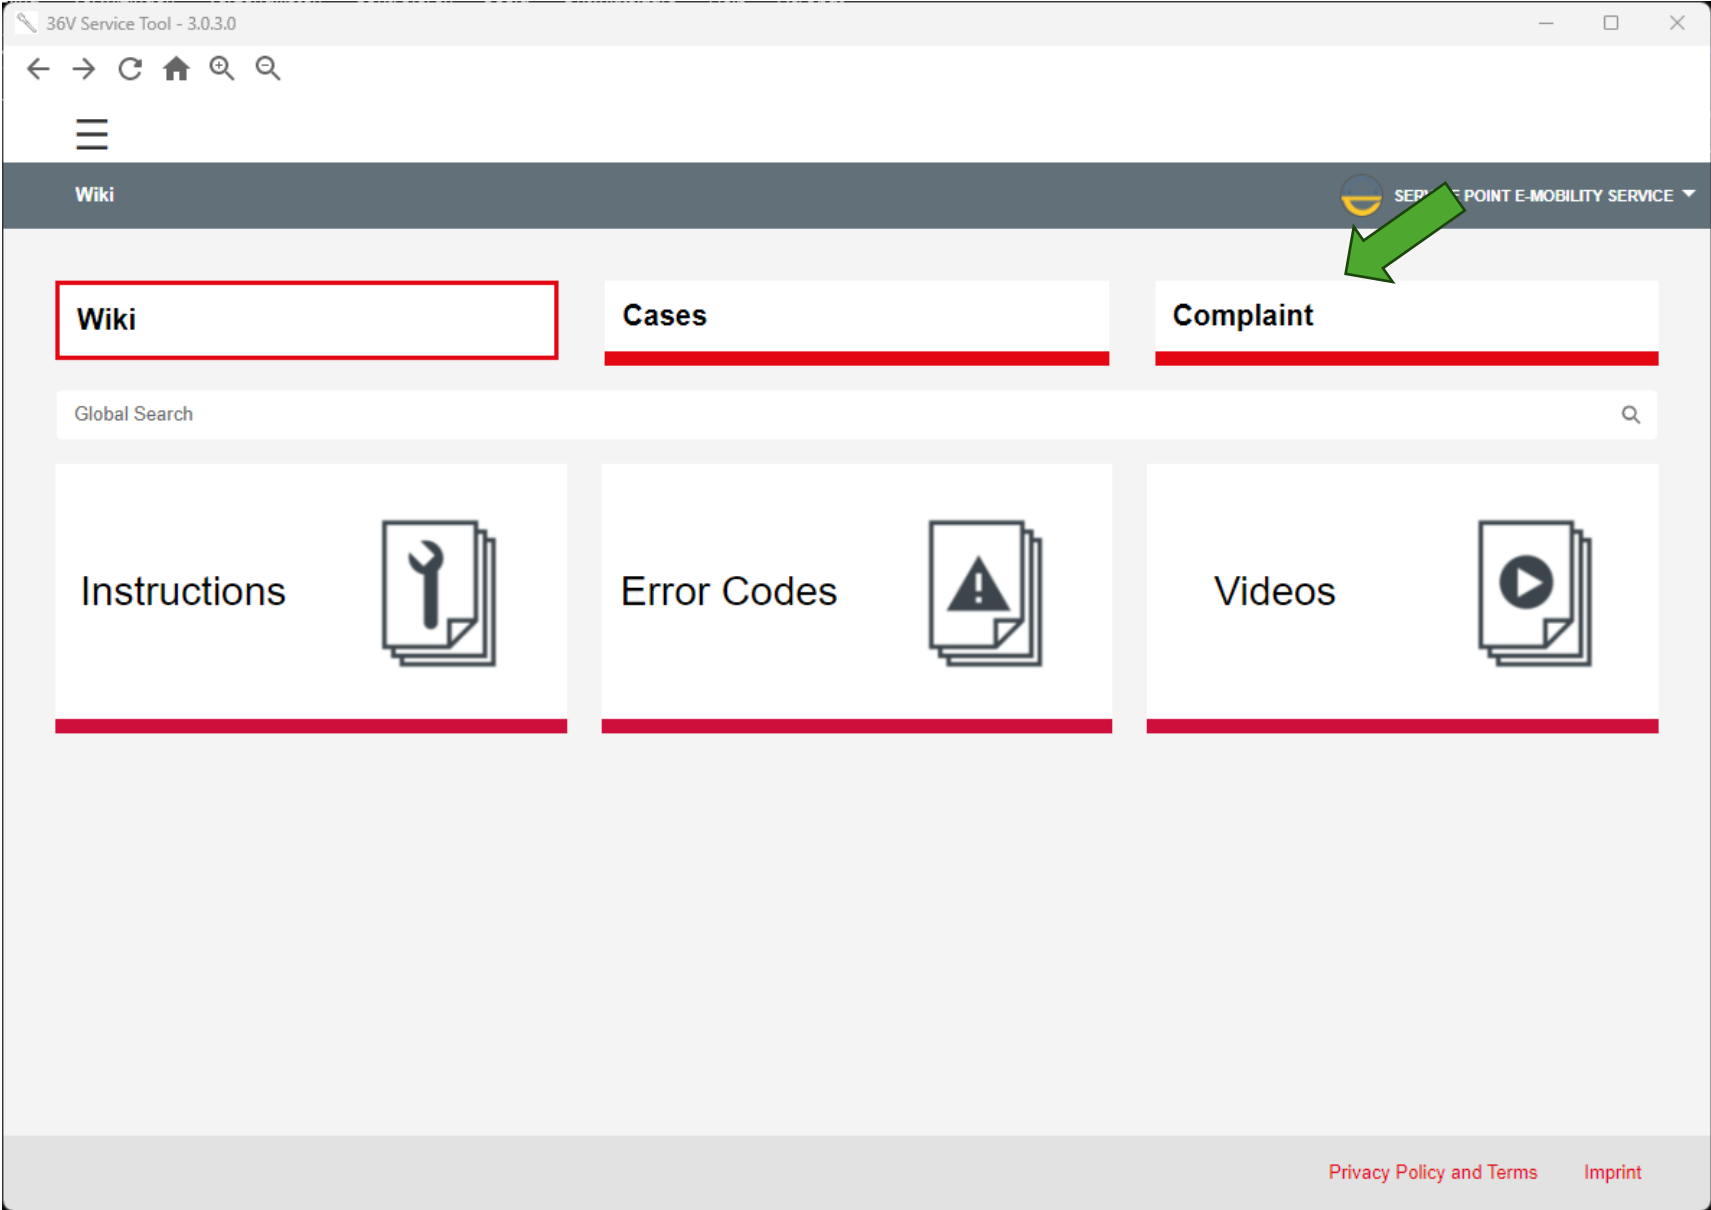 36V Service Tool - 3.0.3.0
Wiki
POINT E-MOBILITY SERVICE
Wiki
Cases
Complaint
Global Search
Instructions
Error Codes
Videos
Privacy Policy and Terms
Imprint